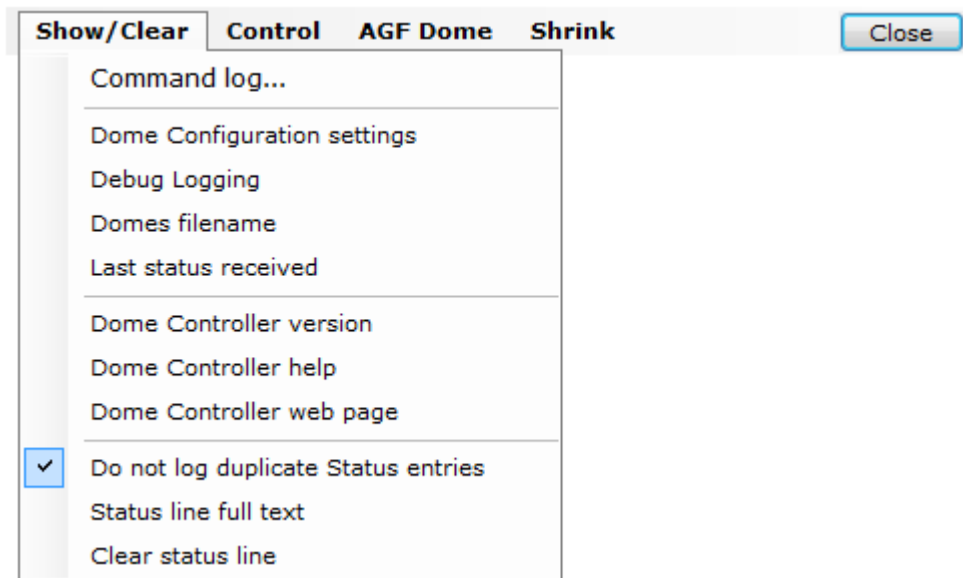 Show/Clear Control AGF Dome Shrink Close
Command log...
Dome Configuration settings
Debug Logging
Domes filename
Last status received
Dome Controller version
Dome Controller help
Dome Controller web page
Do not log duplicate Status entries
Status line full text
Clear status line